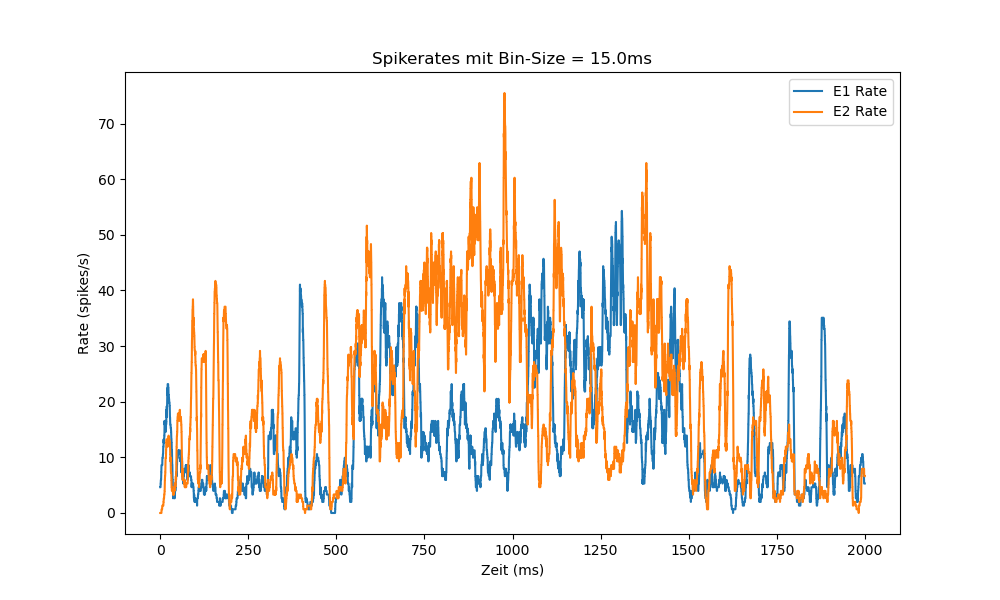 Spikerates mit Bin-Size = 15.0ms
E1 Rate
E2 Rate
70
60
50
40
30
20
10
0
Rate (spikes/s)
0 250 500 750 1000 1250 1500 1750 2000
Zeit (ms)